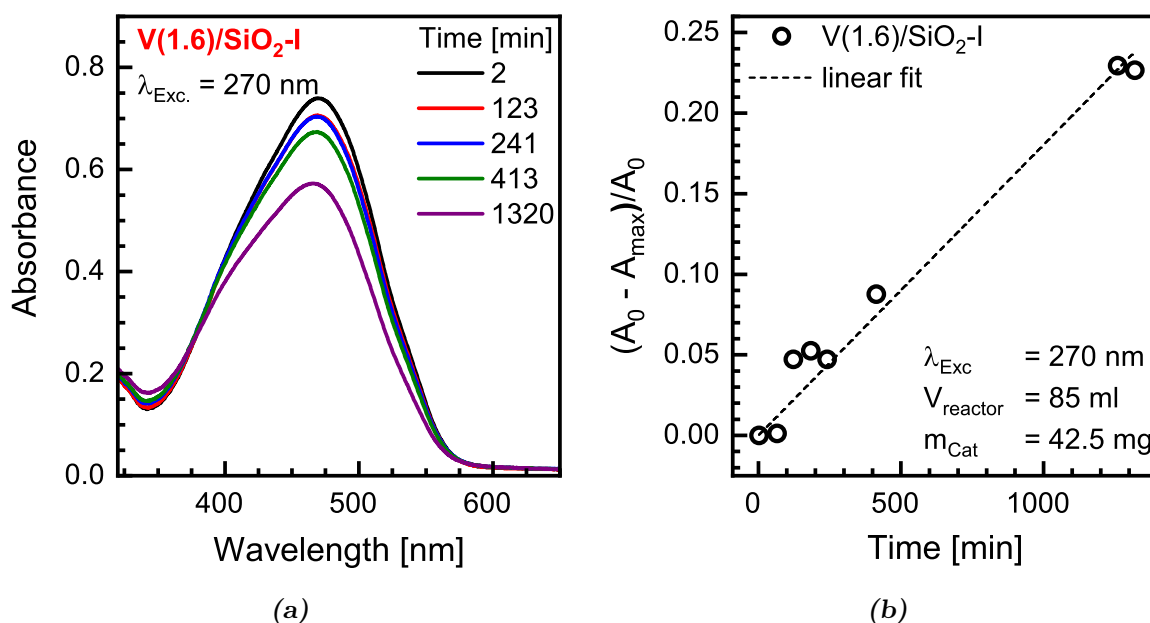 V(1.6)/SiO₂-I
λExc. = 270 nm
Time [min]
2
123
241
413
1320
0.8
0.6
0.4
0.2
0.0
Absorbance
400
500
600
Wavelength [nm]
(a)
V(1.6)/SiO₂-I
linear fit
0.25
0.20
0.15
0.10
0.05
0.00
(A₀ - Aₘₐₓ)/A₀
λExc = 270 nm
Vreactor = 85 ml
mCat = 42.5 mg
0
500
1000
Time [min]
(b)